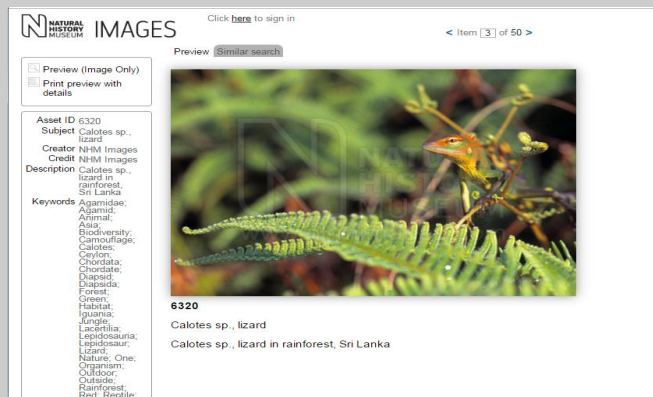 NATURAL
HISTORY
MUSEUM
IMAGES
Click here to sign in
< Item 3 of 50 >
Preview Similar search
Preview (Image Only)
Print preview with
details
Asset ID 6320
Subject Calotes sp.,
lizard
Creator NHM Images
Credit NHM Images
Description Calotes sp.,
lizard in
rainforest,
Sri Lanka
Keywords Agamidae;
Agamid;
Animal;
Asia;
Biodiversity;
Camouflage;
Calotes;
Ceylon;
Chordata;
Chordate;
Diapsid;
Diapsida;
Forest;
Green;
Habitat;
Iguania;
Jungle;
Lacertilia;
Lepidosauria;
Lepidosaur;
Lizard;
Nature; One;
Organism;
Outdoor;
Outside;
Rainforest;
Red; Reptile;
6320
Calotes sp., lizard
Calotes sp., lizard in rainforest, Sri Lanka